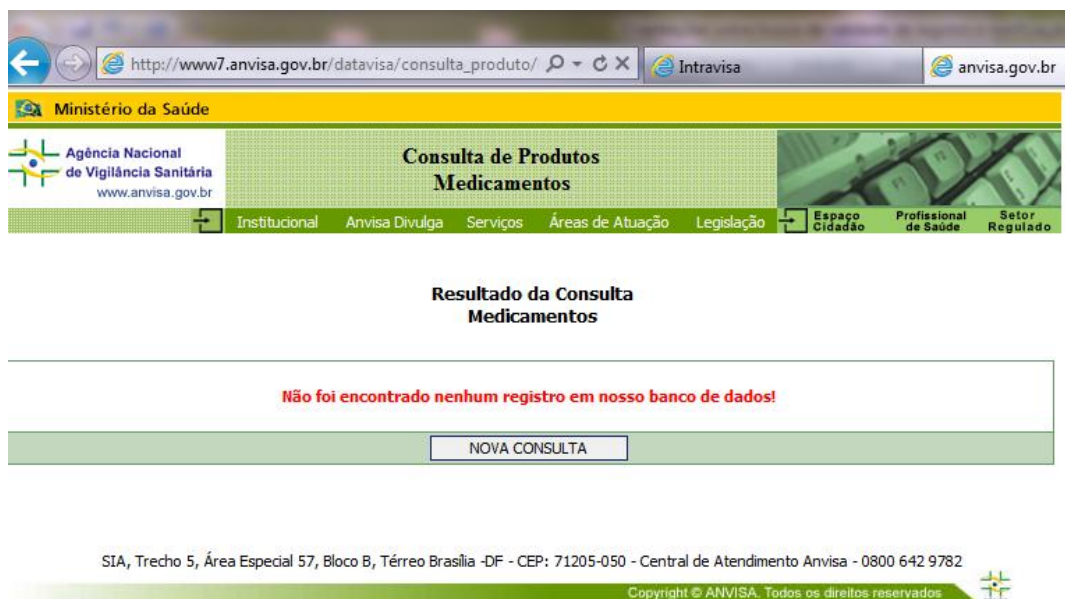 http://www7.anvisa.gov.br/datavisa/consulta_produto/
Intravisa
anvisa.gov.br
Ministério da Saúde
Agência Nacional
de Vigilância Sanitária
www.anvisa.gov.br
Consulta de Produtos
Medicamentos
Institucional Anvisa Divulga Serviços Áreas de Atuação Legislação
Espaço
Cidadão
Profissional
de Saúde
Setor
Regulado
Resultado da Consulta
Medicamentos
Não foi encontrado nenhum registro em nosso banco de dados!
NOVA CONSULTA
SIA, Trecho 5, Área Especial 57, Bloco B, Térreo Brasília -DF - CEP: 71205-050 - Central de Atendimento Anvisa - 0800 642 9782
Copyright © ANVISA. Todos os direitos reservados